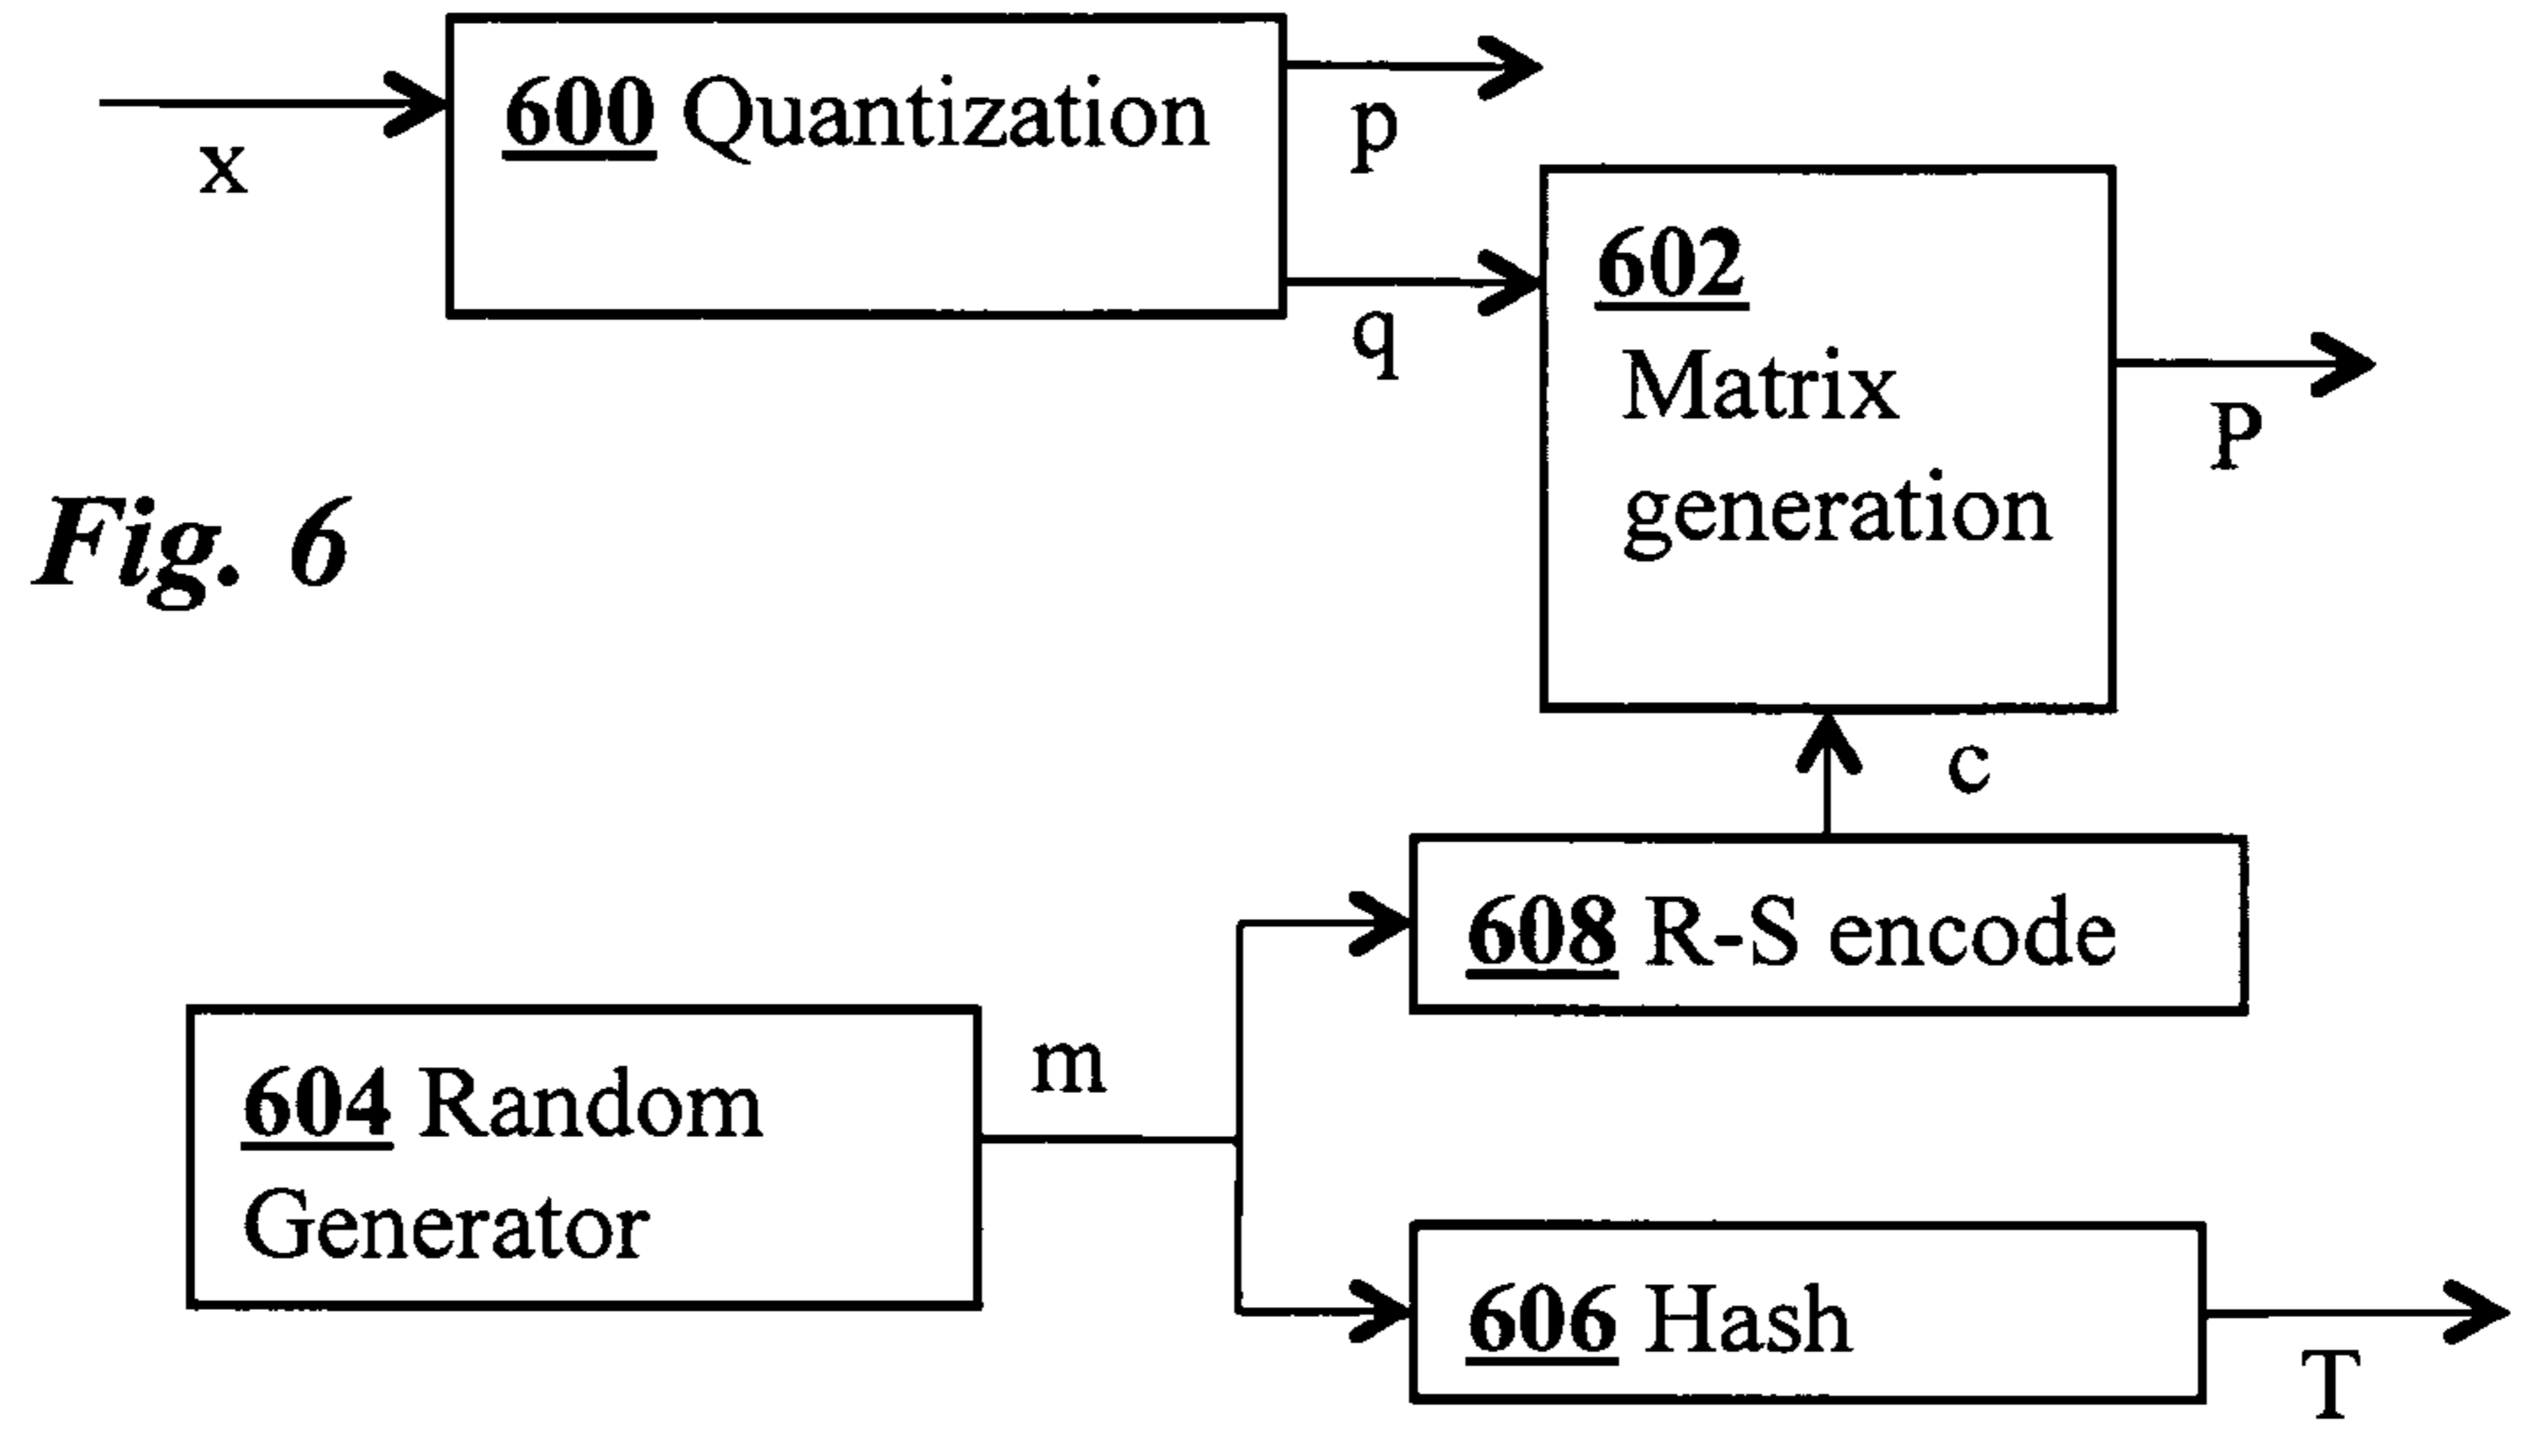 600 Quantization
x
p
q
602
Matrix
generation
P
Fig. 6
c
608 R-S encode
m
604 Random
Generator
606 Hash
T